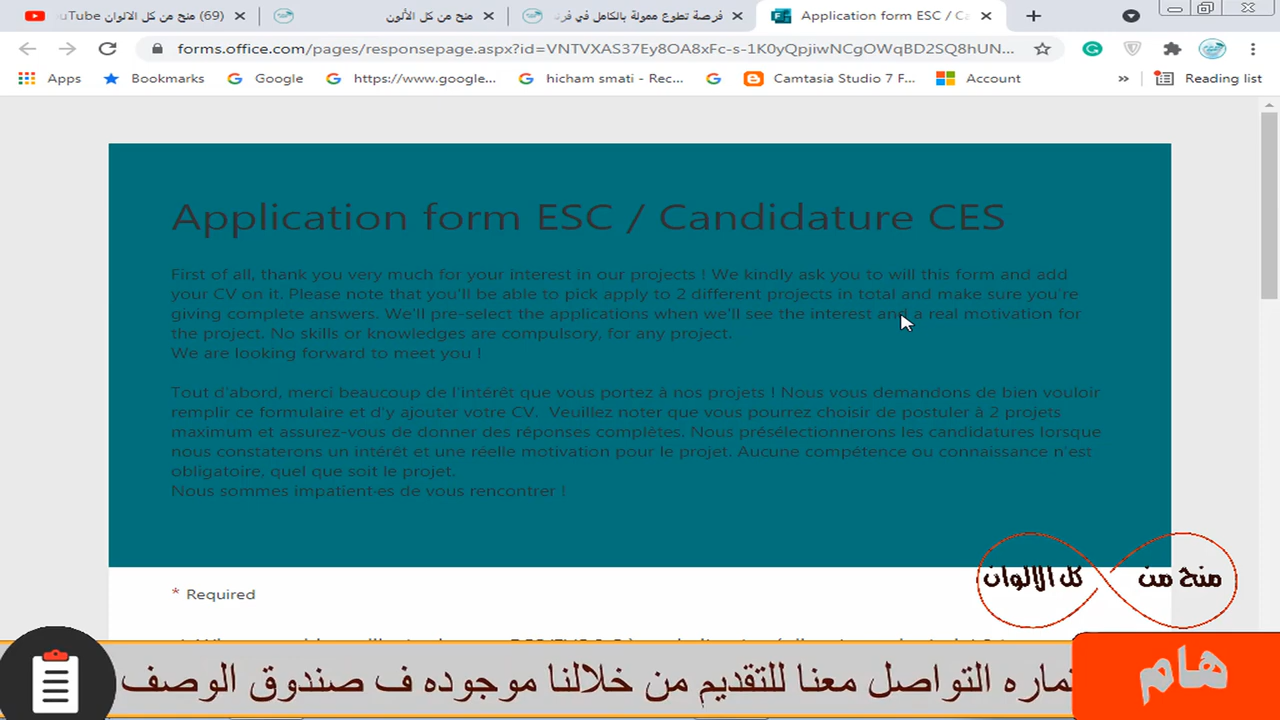 (69) منح من كل الالوان - YouTube
منح من كل الألون
فرصة تطوع ممولة بالكامل في فرن
Application form ESC / Ca
forms.office.com/pages/responsepage.aspx?id=VNTVXAS37Ey8OA8xFc-s-1K0yQpjiwNCgOWqBD2SQ8hUN...
Apps Bookmarks Google https://www.google... hicham smati - Rec... Camtasia Studio 7 F... Account » Reading list
Application form ESC / Candidature CES
First of all, thank you very much for your interest in our projects ! We kindly ask you to will this form and add
your CV on it. Please note that you'll be able to pick apply to 2 different projects in total and make sure you're
giving complete answers. We'll pre-select the applications when we'll see the interest and a real motivation for
the project. No skills or knowledges are compulsory, for any project.
We are looking forward to meet you !
Tout d'abord, merci beaucoup de l'intérêt que vous portez à nos projets ! Nous vous demandons de bien vouloir
remplir ce formulaire et d'y ajouter votre CV. Veuillez noter que vous pourrez choisir de postuler à 2 projets
maximum et assurez-vous de donner des réponses complètes. Nous présélectionnerons les candidatures lorsque
nous constaterons un intérêt et une réelle motivation pour le projet. Aucune compétence ou connaissance n'est
obligatoire, quel que soit le projet.
Nous sommes impatient·es de vous rencontrer !
منح من كل الالوان
* Required
هام
تماره التواصل معنا للتقديم من خلالنا موجوده ف صندوق الوصف